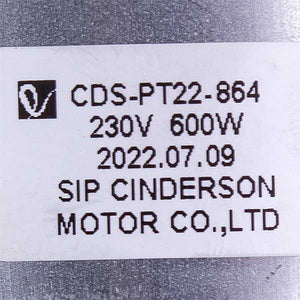 CDS-PT22-864
230V 600W
2022.07.09
SIP CINDERSON
MOTOR CO.,LTD